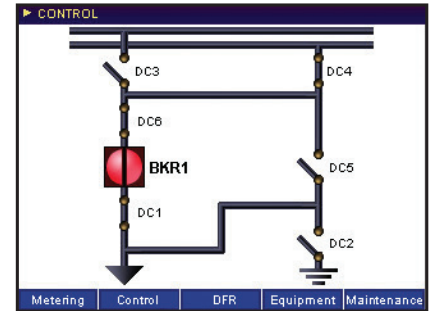 CONTROL
DC3
DC4
DC6
BKR1
DC5
DC1
DC2
Metering Control DFR Equipment Maintenance